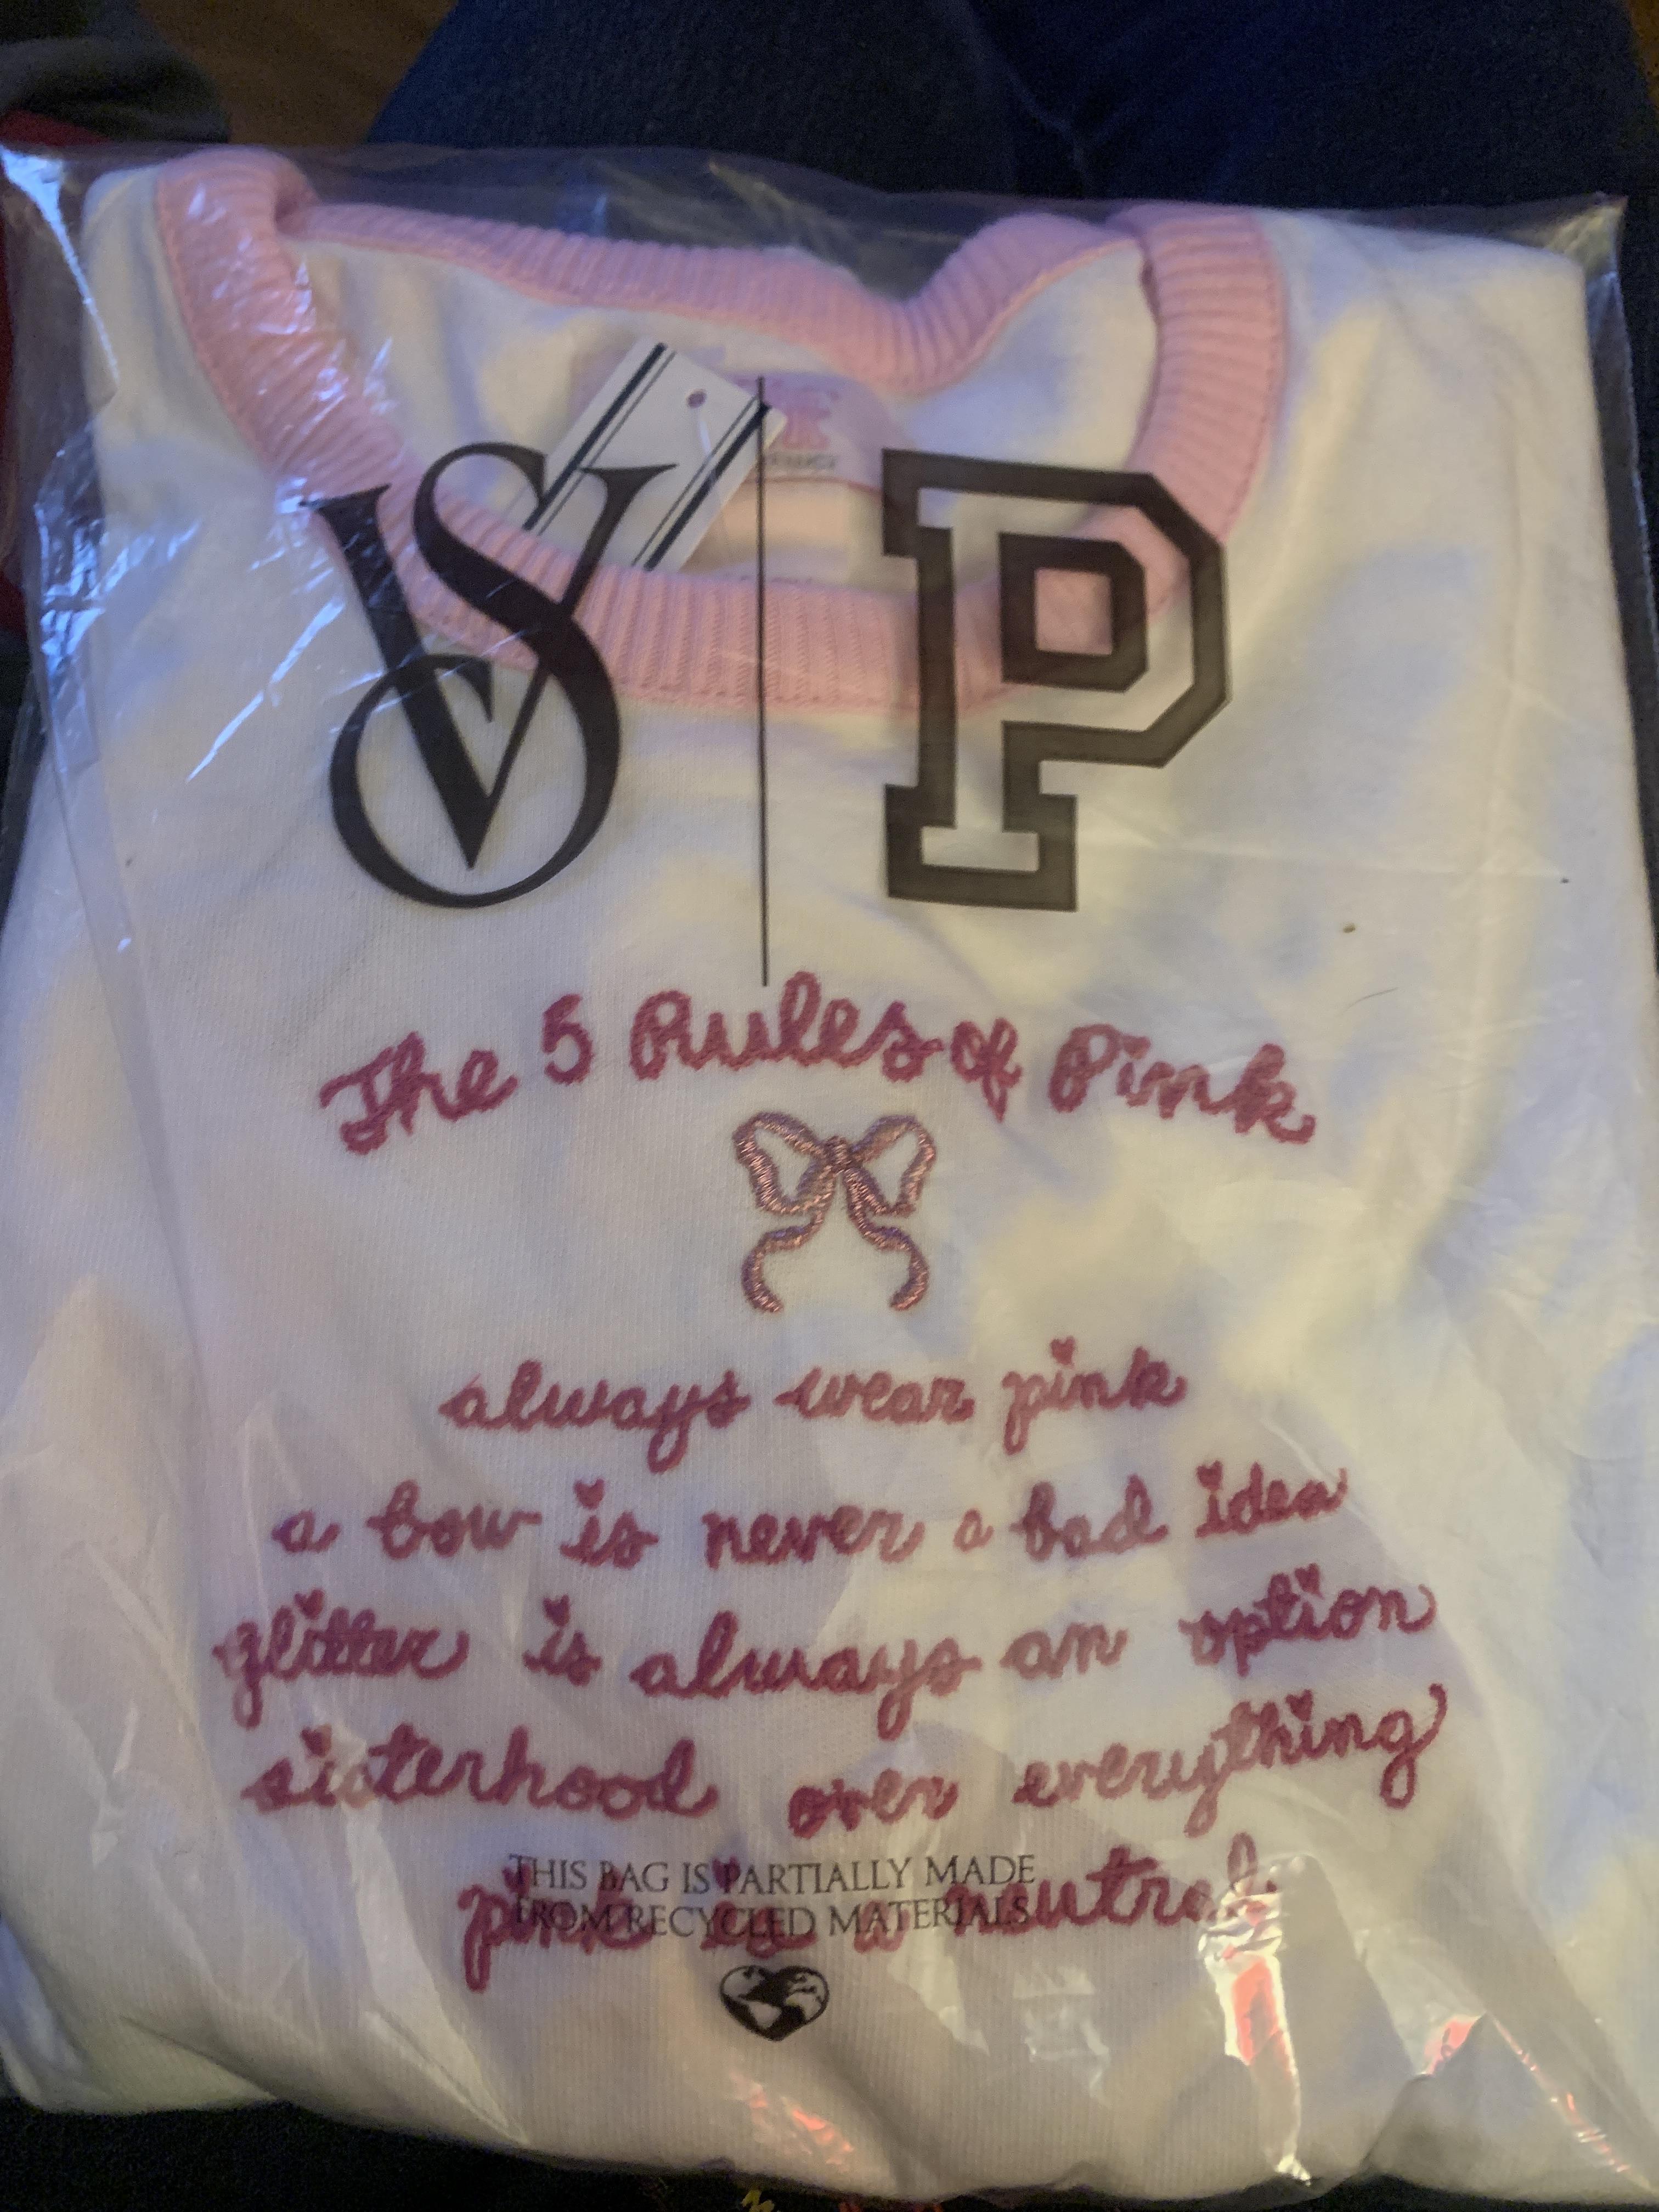 VS | P
The 5 Rules of Pink
always wear pink
a bow is never a bad idea
glitter is always an option
sisterhood over everything
pink is a neutral
THIS BAG IS PARTIALLY MADE
FROM RECYCLED MATERIALS